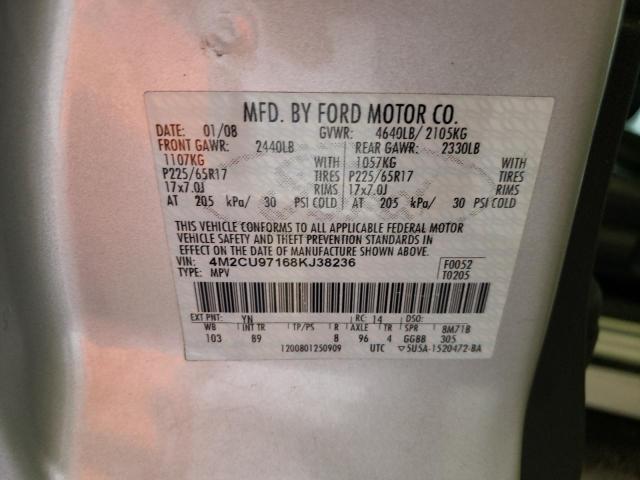 MFD. BY FORD MOTOR CO.
DATE: 01/08 GVWR: 4640LB/ 2105KG
FRONT GAWR: 2440LB REAR GAWR: 2330LB
1107KG WITH 1057KG WITH
P225/65R17 TIRES P225/65R17 TIRES
17x7.0J RIMS 17x7.0J RIMS
AT 205 kPa/ 30 PSI COLD AT 205 kPa/ 30 PSI COLD
THIS VEHICLE CONFORMS TO ALL APPLICABLE FEDERAL MOTOR
VEHICLE SAFETY AND THEFT PREVENTION STANDARDS IN
EFFECT ON THE DATE OF MANUFACTURE SHOWN ABOVE.
VIN: 4M2CU97168KJ38236 F0052
TYPE: MPV T0205
EXT PNT: YN RC: 14 DSO:
WB INT TR TP/PS R AXLE TR SPR 8M71B
103 89 8 96 4 GGBB 305
1200801250909 UTC ▽5U5A-1520472-BA